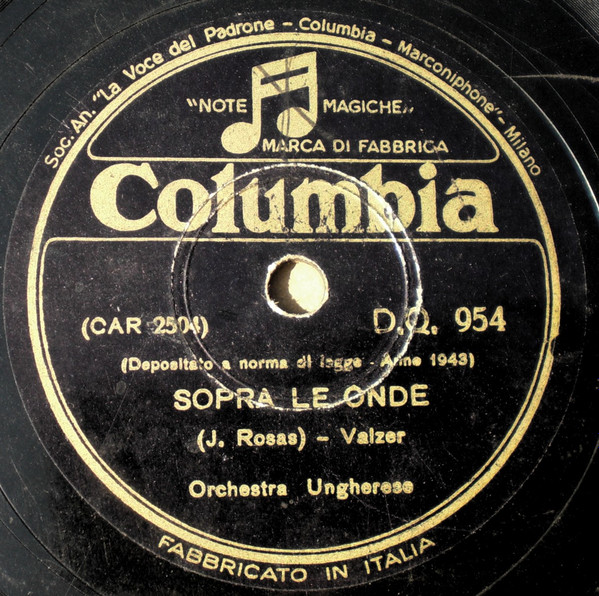 Soc. An. "La Voce del Padrone - Columbia - Marconiphone" - Milano
"NOTE MAGICHE"
MARCA DI FABBRICA
Columbia
(CAR 2504) D.Q. 954
(Depositato a norma di legge - Anno 1943)
SOPRA LE ONDE
(J. Rosas) - Valzer
Orchestra Ungherese
FABBRICATO IN ITALIA